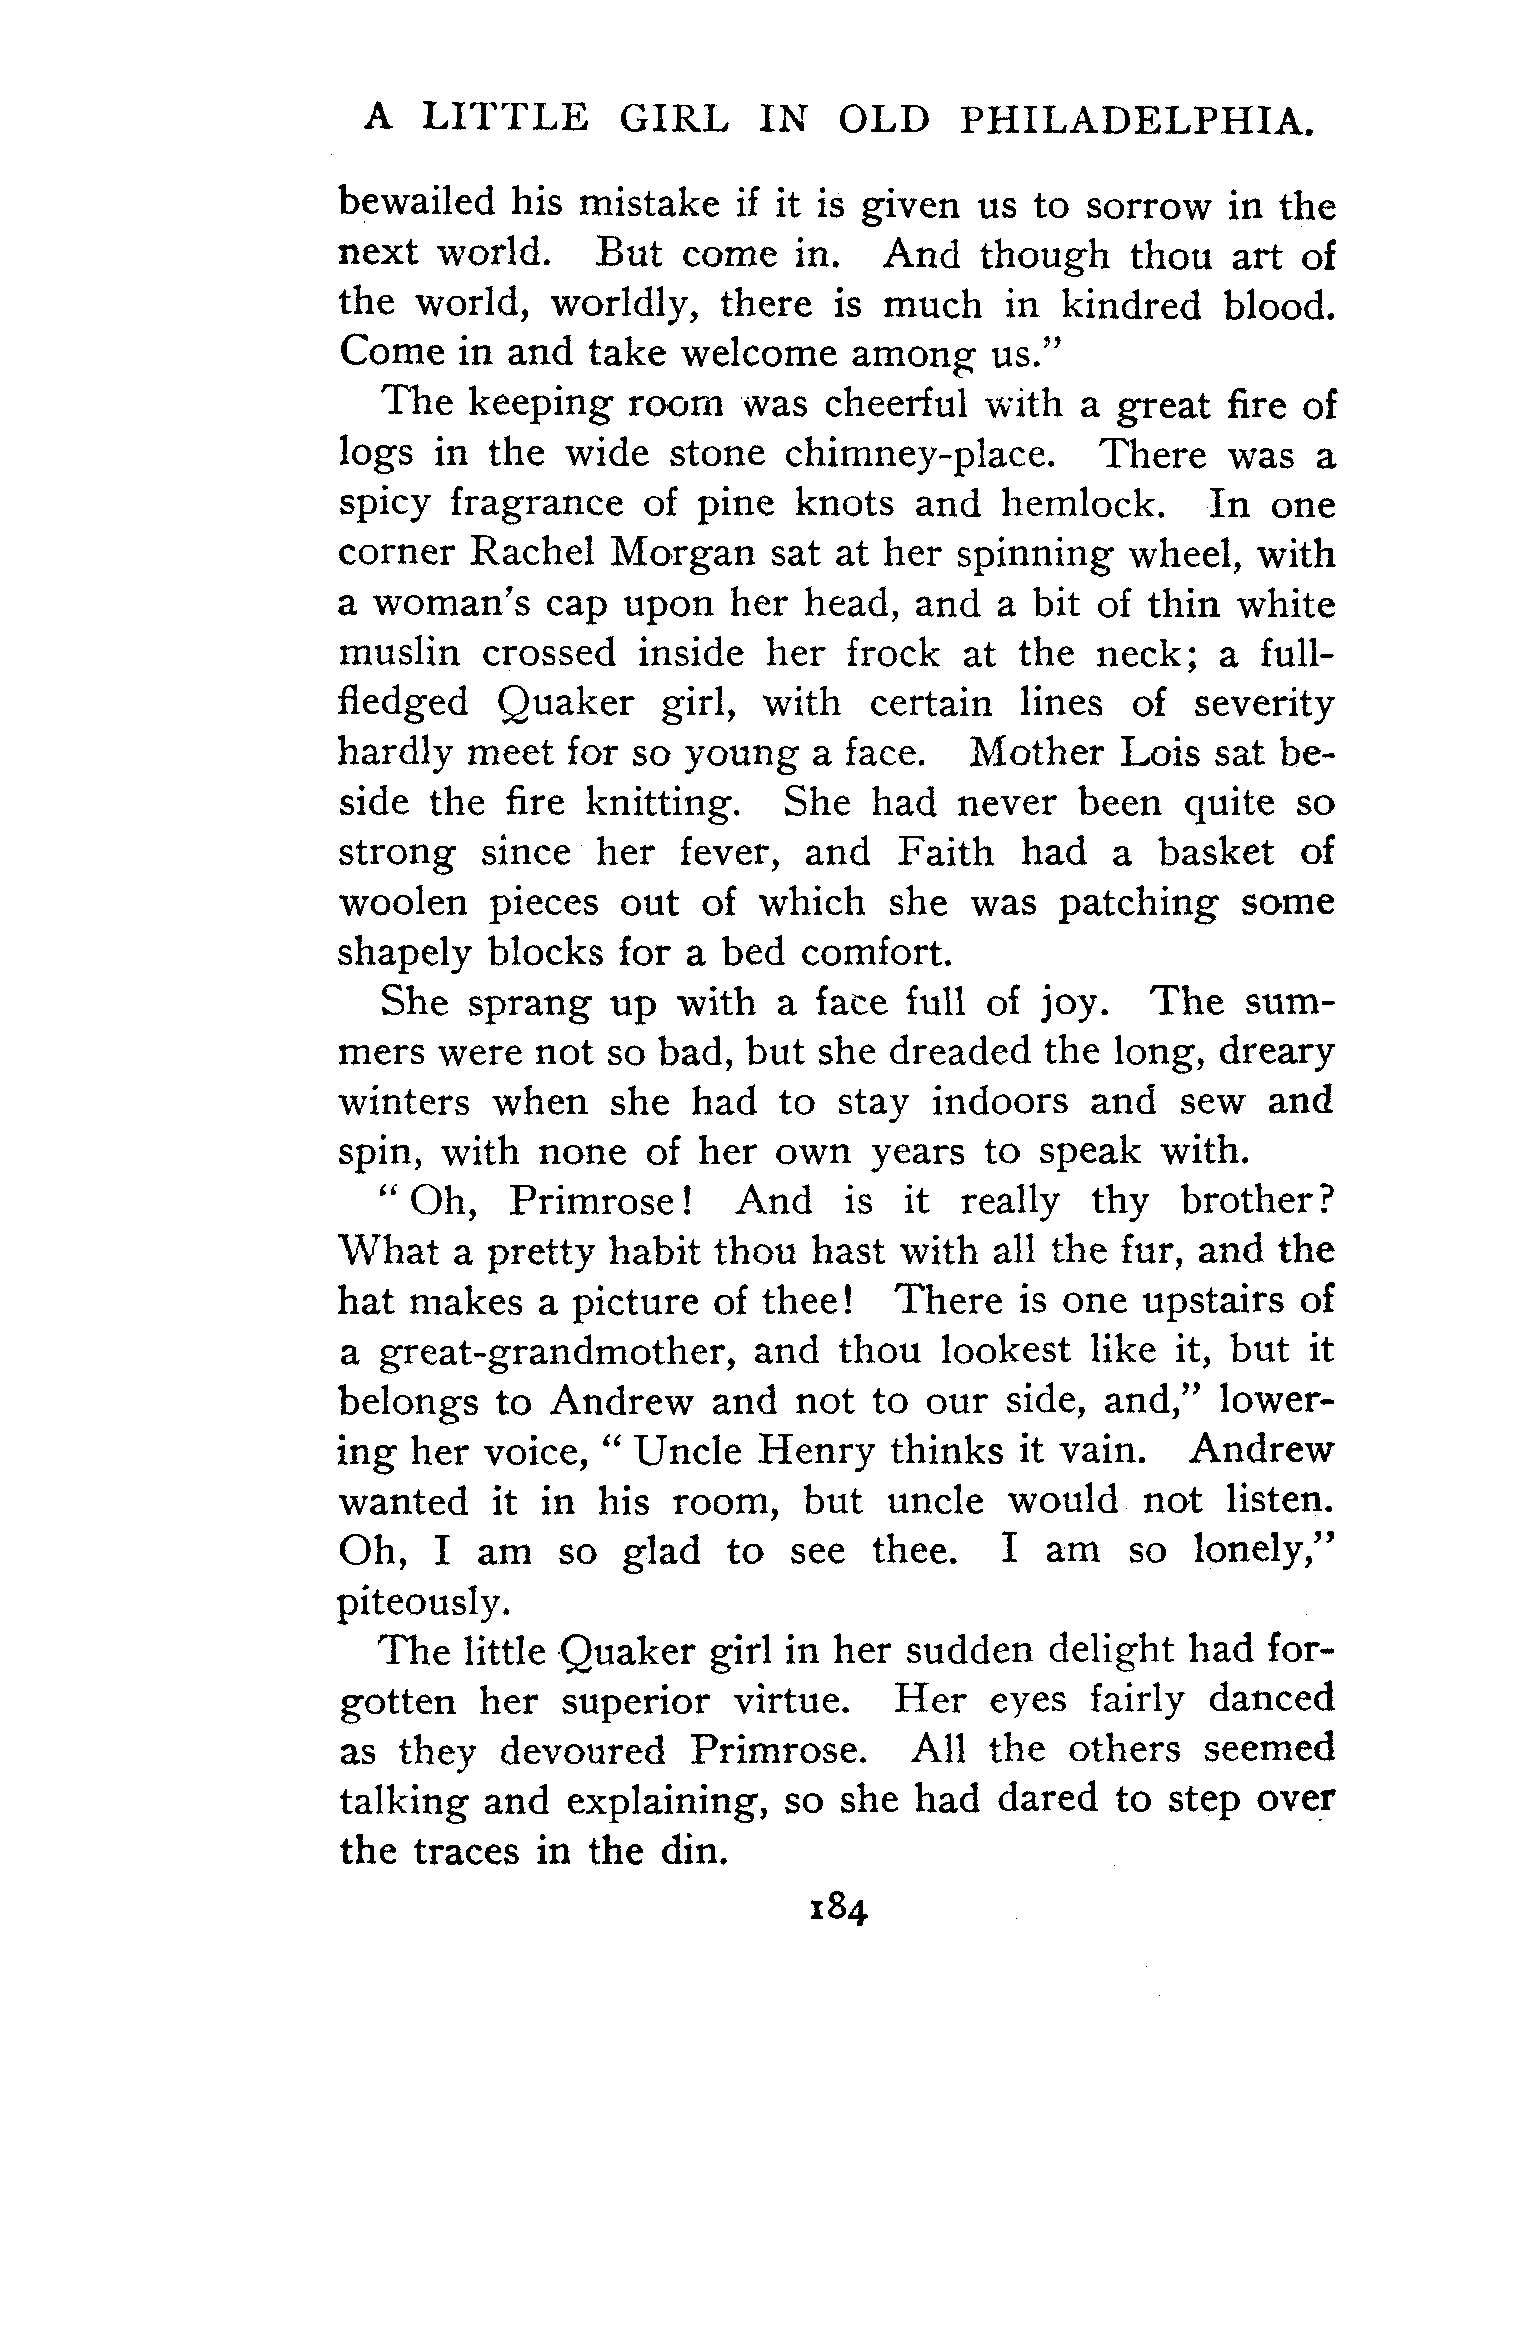 A LITTLE GIRL IN OLD PHILADELPHIA.
bewailed his mistake if it is given us to sorrow in the
next world. But come in. And though thou art of
the world, worldly, there is much in kindred blood.
Come in and take welcome among us.”
The keeping room was cheerful with a great fire of
logs in the wide stone chimney-place. There was a
spicy fragrance of pine knots and hemlock. In one
corner Rachel Morgan sat at her spinning wheel, with
a woman’s cap upon her head, and a bit of thin white
muslin crossed inside her frock at the neck; a full-
fledged Quaker girl, with certain lines of severity
hardly meet for so young a face. Mother Lois sat be-
side the fire knitting. She had never been quite so
strong since her fever, and Faith had a basket of
woolen pieces out of which she was patching some
shapely blocks for a bed comfort.
She sprang up with a face full of joy. The sum-
mers were not so bad, but she dreaded the long, dreary
winters when she had to stay indoors and sew and
spin, with none of her own years to speak with.
“Oh, Primrose! And is it really thy brother?
What a pretty habit thou hast with all the fur, and the
hat makes a picture of thee! There is one upstairs of
a great-grandmother, and thou lookest like it, but it
belongs to Andrew and not to our side, and,” lower-
ing her voice, “Uncle Henry thinks it vain. Andrew
wanted it in his room, but uncle would not listen.
Oh, I am so glad to see thee. I am so lonely,”
piteously.
The little Quaker girl in her sudden delight had for-
gotten her superior virtue. Her eyes fairly danced
as they devoured Primrose. All the others seemed
talking and explaining, so she had dared to step over
the traces in the din.
184